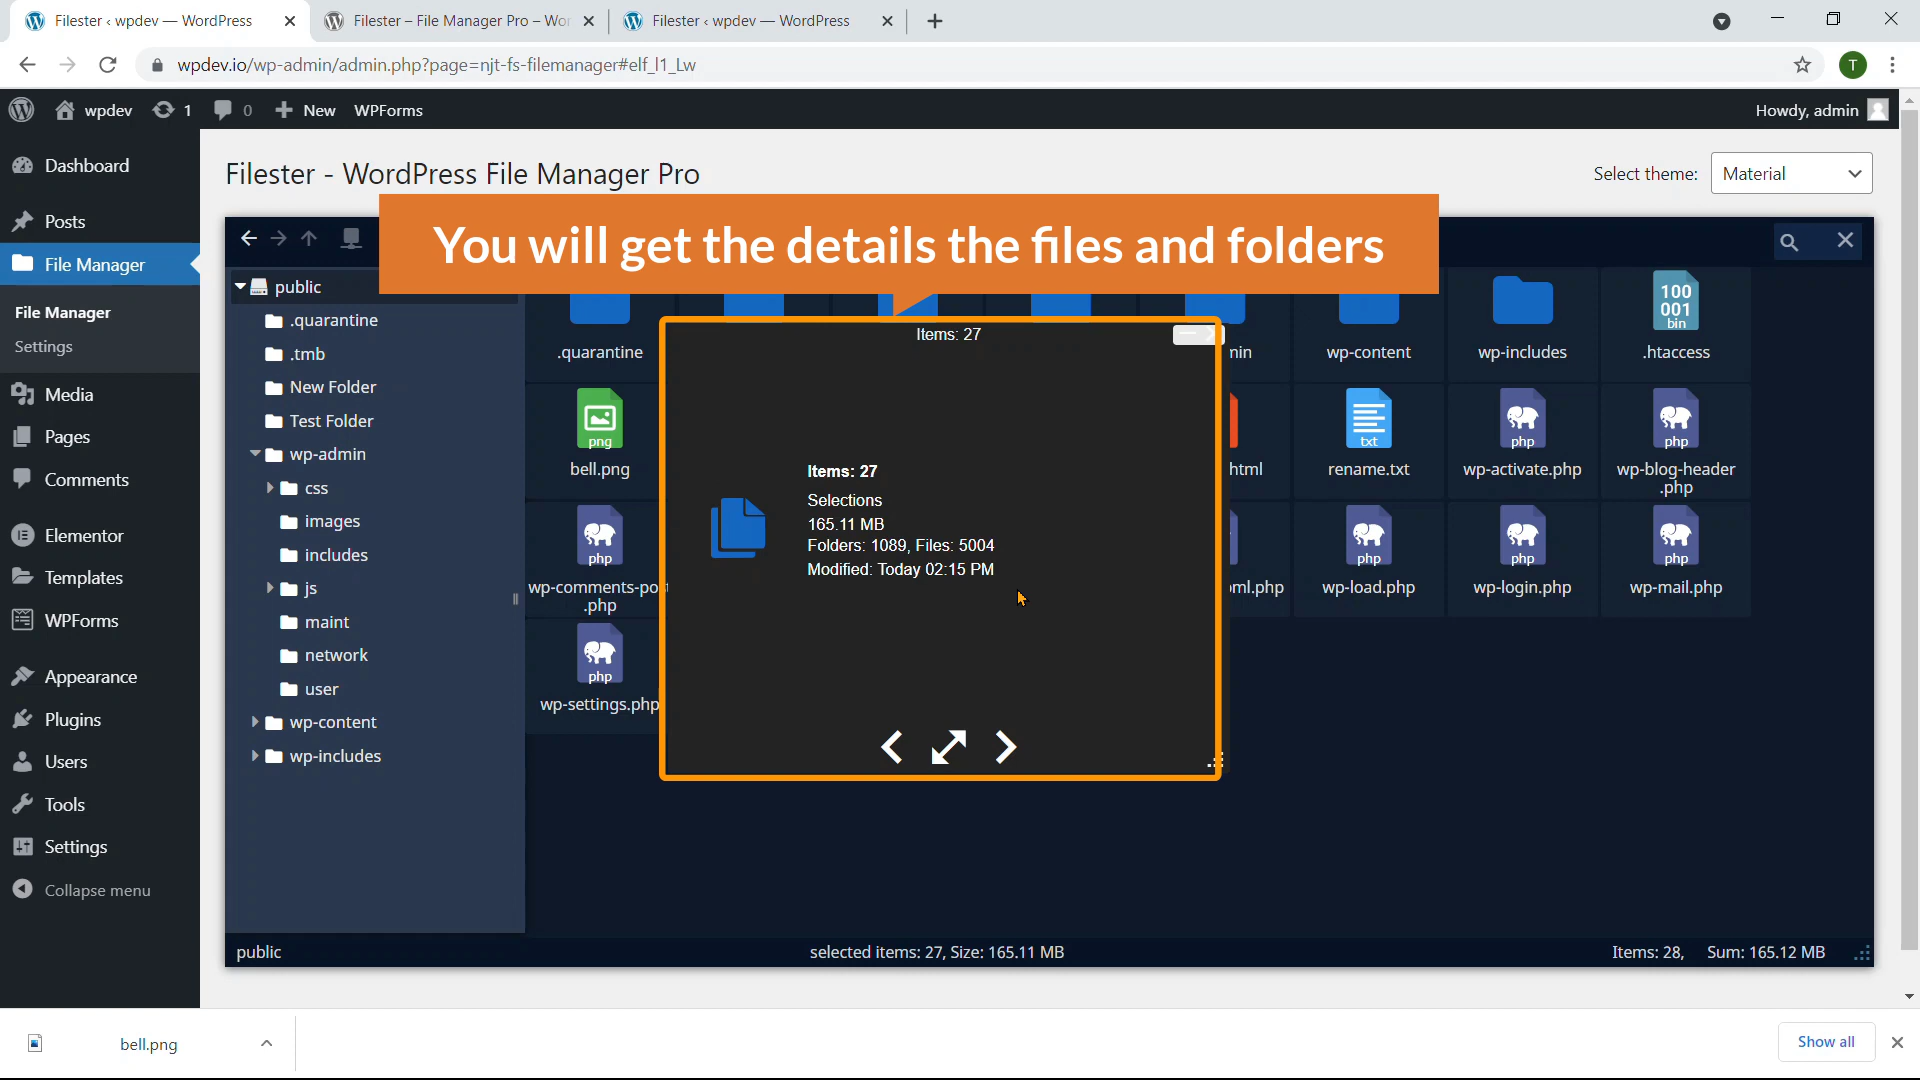 Filester ‹ wpdev — WordPress
Filester – File Manager Pro – Wor
Filester ‹ wpdev — WordPress
wpdev.io/wp-admin/admin.php?page=njt-fs-filemanager#elf_l1_Lw
T
wpdev
1
0
New
WPForms
Howdy, admin
Dashboard
Posts
File Manager
File Manager
Settings
Media
Pages
Comments
Elementor
Templates
WPForms
Appearance
Plugins
Users
Tools
Settings
Collapse menu
Filester - WordPress File Manager Pro
Select theme:
Material
You will get the details the files and folders
public
.quarantine
.tmb
New Folder
Test Folder
wp-admin
css
images
includes
js
maint
network
user
wp-content
wp-includes
.quarantine
min
wp-content
wp-includes
100
001
bin
.htaccess
png
bell.png
html
txt
rename.txt
php
wp-activate.php
php
wp-blog-header
.php
php
wp-comments-post
.php
ml.php
php
wp-load.php
php
wp-login.php
php
wp-mail.php
php
wp-settings.php
Items: 27
Items: 27
Selections
165.11 MB
Folders: 1089, Files: 5004
Modified: Today 02:15 PM
public
selected items: 27, Size: 165.11 MB
Items: 28,
Sum: 165.12 MB
bell.png
Show all